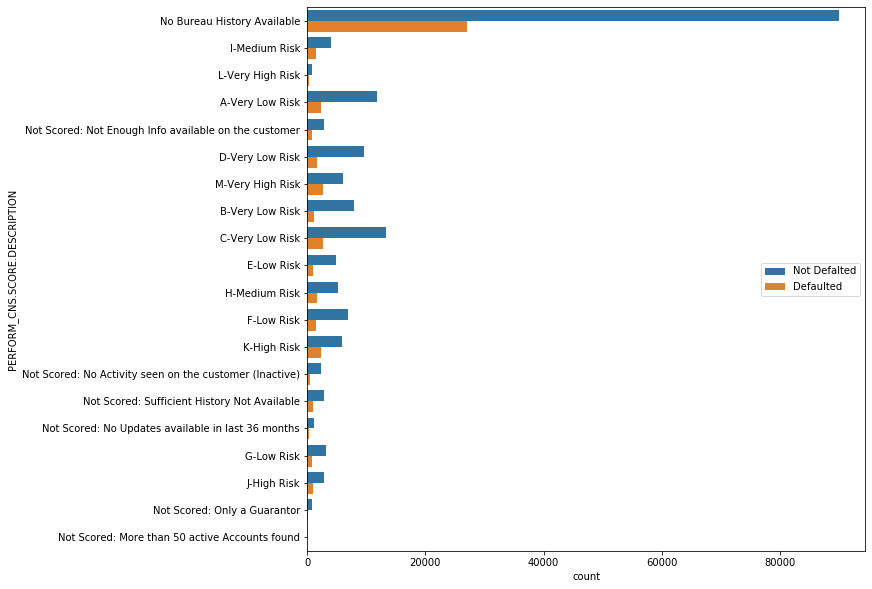 No Bureau History Available
I-Medium Risk
L-Very High Risk
A-Very Low Risk
Not Scored: Not Enough Info available on the customer
D-Very Low Risk
M-Very High Risk
B-Very Low Risk
C-Very Low Risk
E-Low Risk
H-Medium Risk
F-Low Risk
K-High Risk
Not Scored: No Activity seen on the customer (Inactive)
Not Scored: Sufficient History Not Available
Not Scored: No Updates available in last 36 months
G-Low Risk
J-High Risk
Not Scored: Only a Guarantor
Not Scored: More than 50 active Accounts found
PERFORM_CNS.SCORE.DESCRIPTION
Not Defalted
Defaulted
0 20000 40000 60000 80000
count